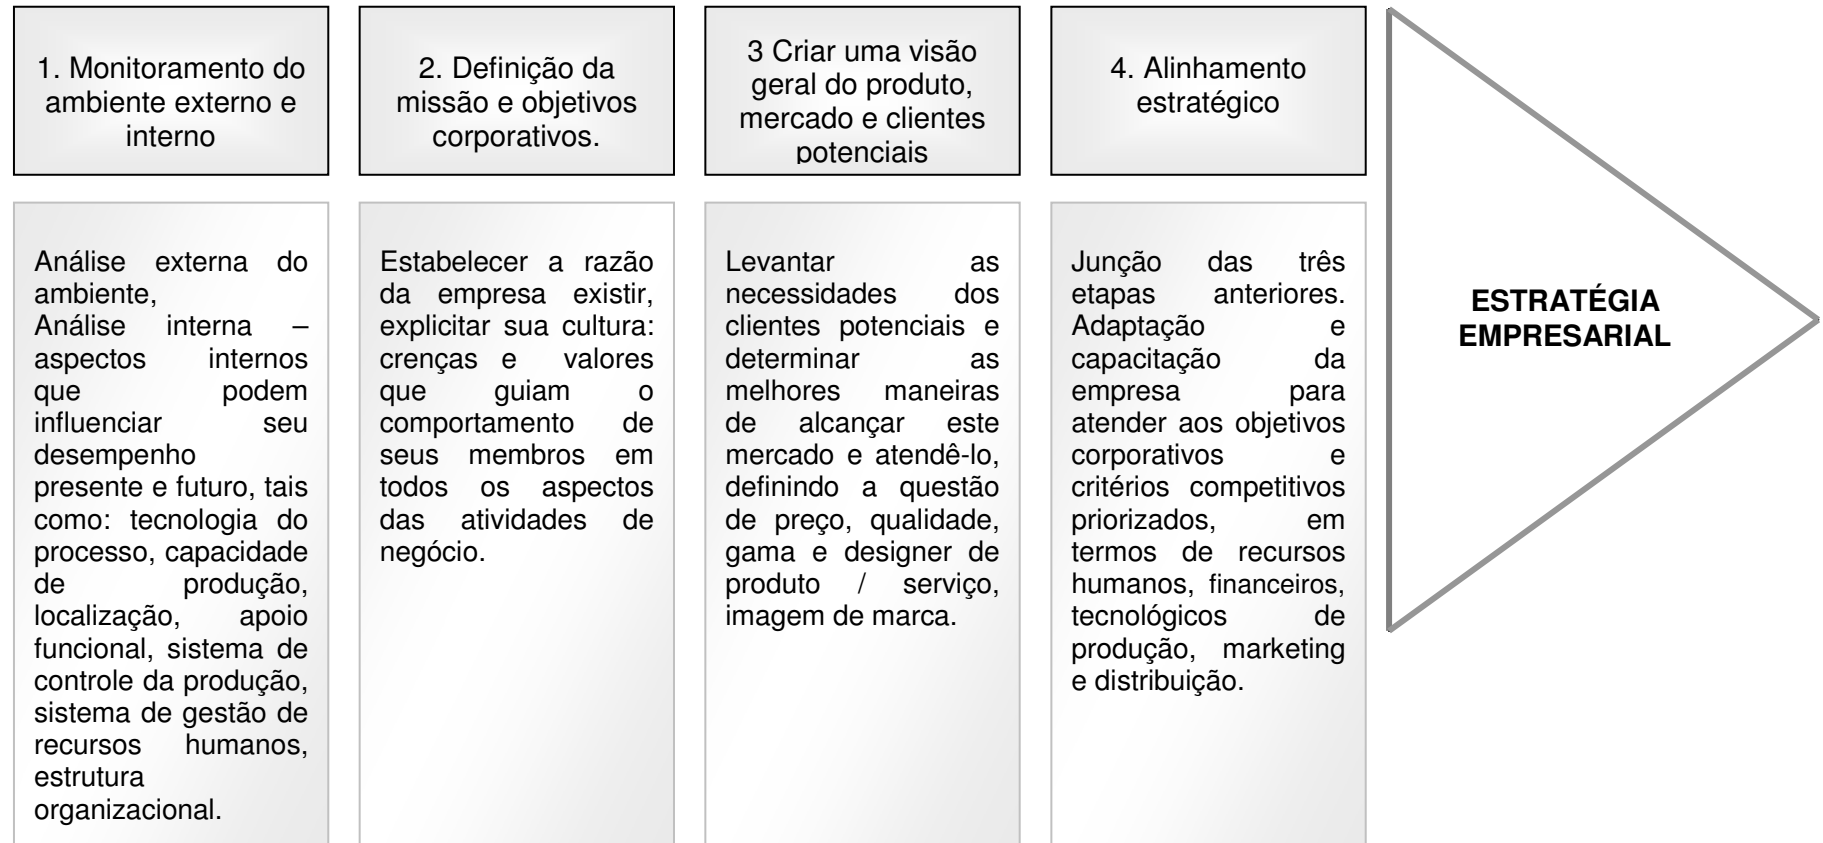 1. Monitoramento do
ambiente externo e
interno
2. Definição da
missão e objetivos
corporativos.
3 Criar uma visão
geral do produto,
mercado e clientes
potenciais
4. Alinhamento
estratégico
Análise externa do
ambiente,
Análise interna –
aspectos internos
que podem
influenciar seu
desempenho
presente e futuro, tais
como: tecnologia do
processo, capacidade
de produção,
localização, apoio
funcional, sistema de
controle da produção,
sistema de gestão de
recursos humanos,
estrutura
organizacional.
Estabelecer a razão
da empresa existir,
explicitar sua cultura:
crenças e valores
que guiam o
comportamento de
seus membros em
todos os aspectos
das atividades de
negócio.
Levantar as
necessidades dos
clientes potenciais e
determinar as
melhores maneiras
de alcançar este
mercado e atendê-lo,
definindo a questão
de preço, qualidade,
gama e designer de
produto / serviço,
imagem de marca.
Junção das três
etapas anteriores.
Adaptação e
capacitação da
empresa para
atender aos objetivos
corporativos e
critérios competitivos
priorizados, em
termos de recursos
humanos, financeiros,
tecnológicos de
produção, marketing
e distribuição.
ESTRATÉGIA
EMPRESARIAL